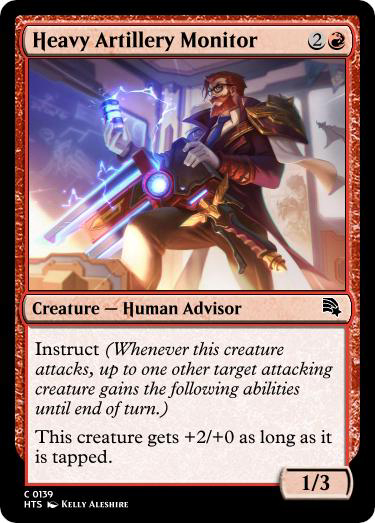 Heavy Artillery Monitor 2
Creature — Human Advisor
Instruct (Whenever this creature
attacks, up to one other target attacking
creature gains the following abilities
until end of turn.)
This creature gets +2/+0 as long as it
is tapped.
1/3
C 0139
HTS Kelly Aleshire